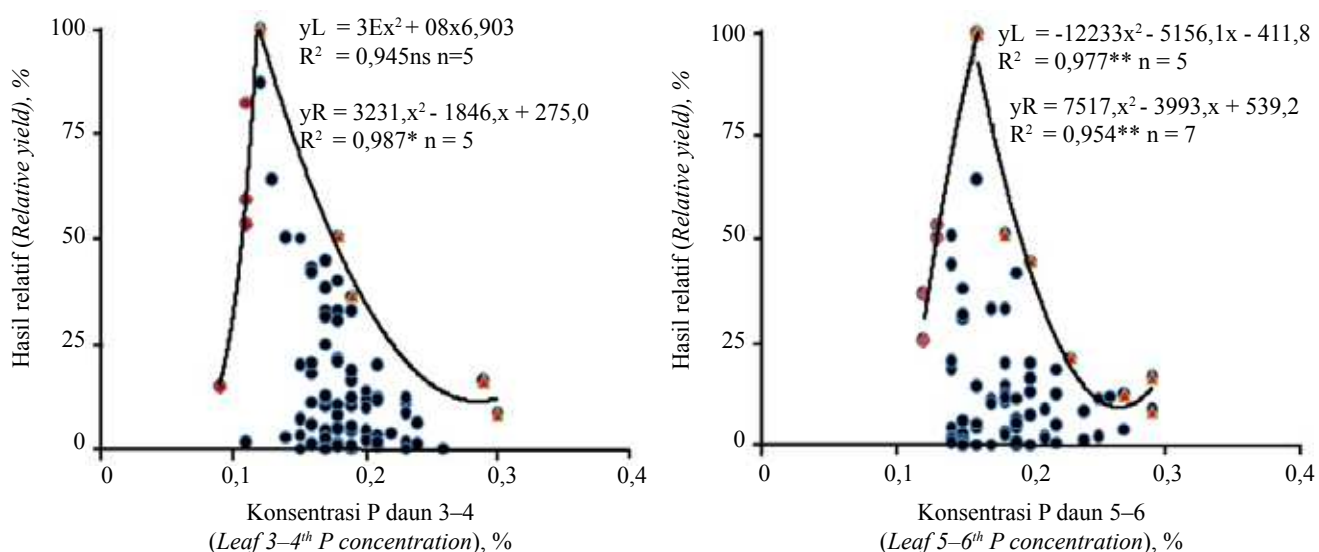 yL = 3Ex² + 08x6,903
R² = 0,945ns n=5
yR = 3231,x² - 1846,x + 275,0
R² = 0,987* n = 5
Hasil relatif (Relative yield), %
100
75
50
25
0
0 0,1 0,2 0,3 0,4
Konsentrasi P daun 3–4
(Leaf 3–4th P concentration), %
yL = -12233x² - 5156,1x - 411,8
R² = 0,977** n = 5
yR = 7517,x² - 3993,x + 539,2
R² = 0,954** n = 7
Hasil relatif (Relative yield), %
100
75
50
25
0
0 0,1 0,2 0,3 0,4
Konsentrasi P daun 5–6
(Leaf 5–6th P concentration), %